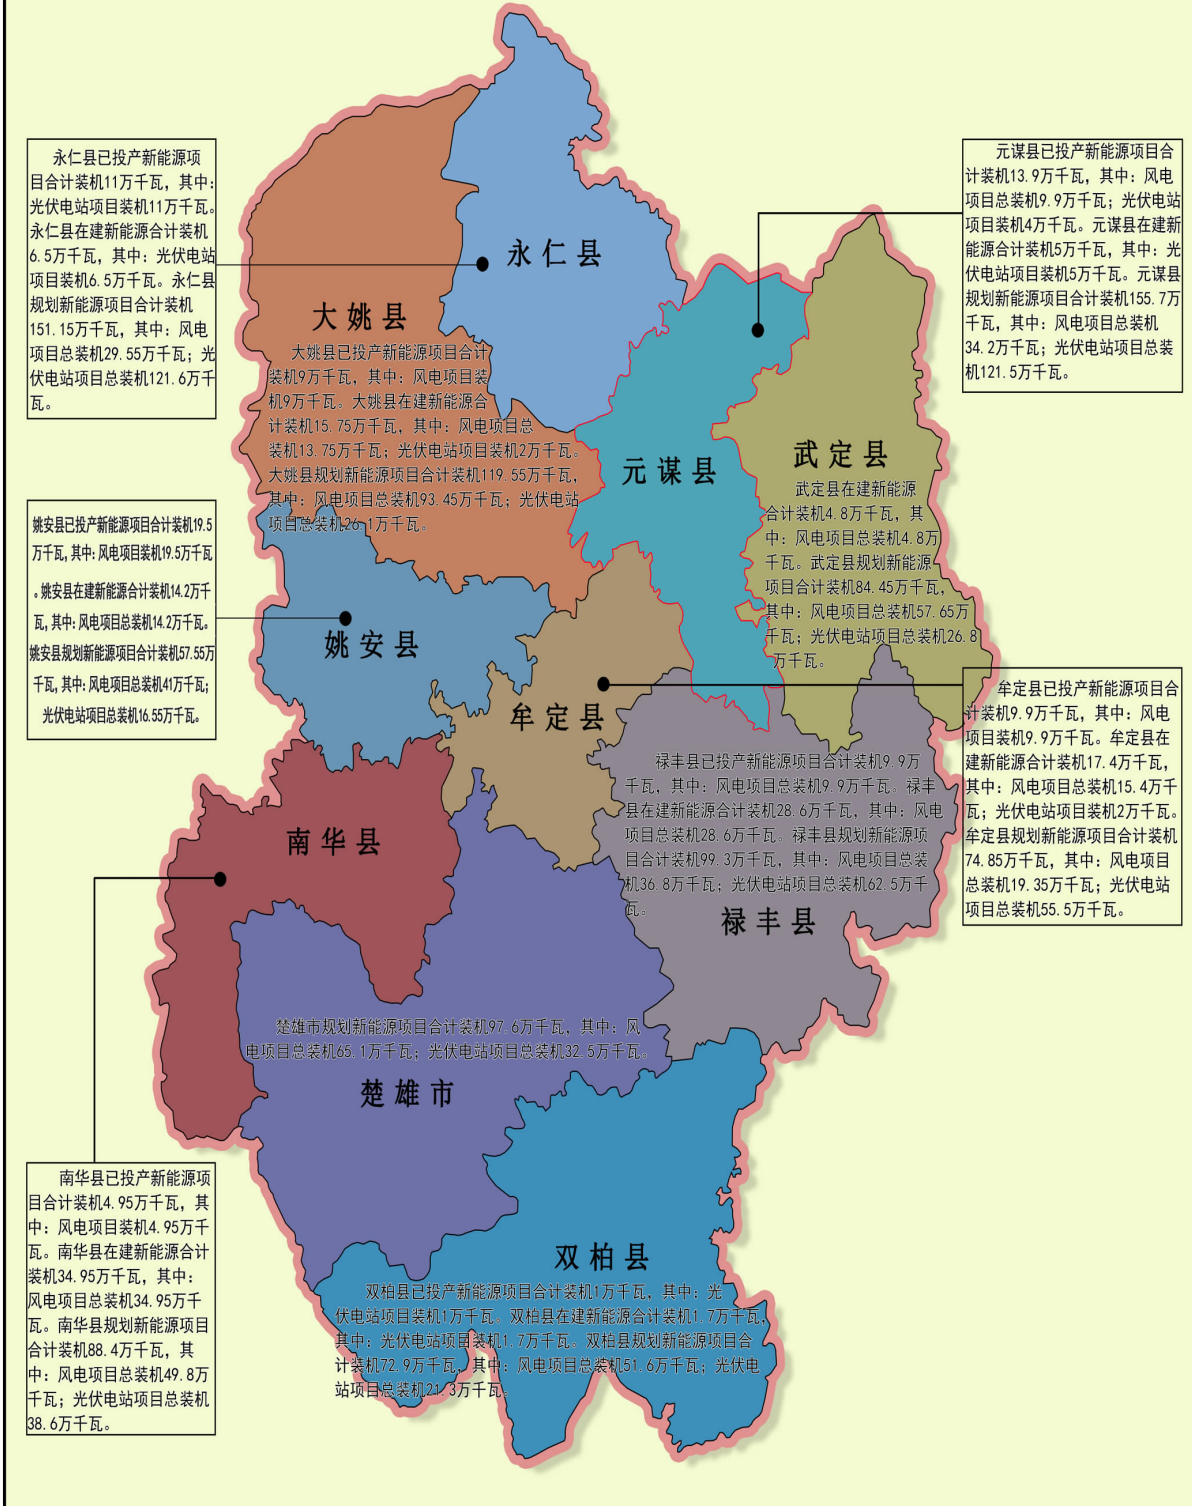 永仁县已投产新能源项
目合计装机11万千瓦，其中：
光伏电站项目装机11万千瓦。
永仁县在建新能源合计装机
6.5万千瓦，其中：光伏电站
项目装机6.5万千瓦。永仁县
规划新能源项目合计装机
151.15万千瓦，其中：风电
项目总装机29.55万千瓦；光
伏电站项目总装机121.6万千
瓦。
元谋县已投产新能源项目合
计装机13.9万千瓦，其中：风电
项目总装机9.9万千瓦；光伏电站
项目装机4万千瓦。元谋县在建新
能源合计装机5万千瓦，其中：光
伏电站项目装机5万千瓦。元谋县
规划新能源项目合计装机155.7万
千瓦，其中：风电项目总装机
34.2万千瓦；光伏电站项目总装
机121.5万千瓦。
永仁县
大姚县
大姚县已投产新能源项目合计
装机9万千瓦，其中：风电项目装
机9万千瓦。大姚县在建新能源合
计装机15.75万千瓦，其中：风电项目总
装机13.75万千瓦；光伏电站项目装机2万千瓦。
大姚县规划新能源项目合计装机119.55万千瓦，
其中：风电项目总装机93.45万千瓦；光伏电站
项目总装机26.1万千瓦。
元谋县
武定县
武定县在建新能源
合计装机4.8万千瓦，其
中：风电项目总装机4.8万
千瓦。武定县规划新能源
项目合计装机84.45万千瓦，
其中：风电项目总装机57.65万
千瓦；光伏电站项目总装机26.8
万千瓦。
姚安县已投产新能源项目合计装机19.5
万千瓦，其中：风电项目装机19.5万千瓦
。姚安县在建新能源合计装机14.2万千
瓦，其中：风电项目总装机14.2万千瓦。
姚安县规划新能源项目合计装机57.55万
千瓦，其中：风电项目总装机41万千瓦；
光伏电站项目总装机16.55万千瓦。
姚安县
牟定县
牟定县已投产新能源项目合
计装机9.9万千瓦，其中：风电
项目装机9.9万千瓦。牟定县在
建新能源合计装机17.4万千瓦，
其中：风电项目总装机15.4万千
瓦；光伏电站项目装机2万千瓦。
牟定县规划新能源项目合计装机
74.85万千瓦，其中：风电项目
总装机19.35万千瓦；光伏电站
项目总装机55.5万千瓦。
禄丰县已投产新能源项目合计装机9.9万
千瓦，其中：风电项目总装机9.9万千瓦。禄丰
县在建新能源合计装机28.6万千瓦，其中：风电
项目总装机28.6万千瓦。禄丰县规划新能源项
目合计装机99.3万千瓦，其中：风电项目总装
机36.8万千瓦；光伏电站项目总装机62.5万千
瓦。
禄丰县
南华县
楚雄市规划新能源项目合计装机97.6万千瓦，其中：风
电项目总装机65.1万千瓦；光伏电站项目总装机32.5万千瓦。
楚雄市
南华县已投产新能源项
目合计装机4.95万千瓦，其
中：风电项目装机4.95万千
瓦。南华县在建新能源合计
装机34.95万千瓦，其中：
风电项目总装机34.95万千
瓦。南华县规划新能源项目
合计装机88.4万千瓦，其
中：风电项目总装机49.8万
千瓦；光伏电站项目总装机
38.6万千瓦。
双柏县
双柏县已投产新能源项目合计装机1万千瓦，其中：光
伏电站项目装机1万千瓦。双柏县在建新能源合计装机1.7万千瓦，
其中：光伏电站项目装机1.7万千瓦。双柏县规划新能源项目合
计装机72.9万千瓦，其中：风电项目总装机51.6万千瓦；光伏电
站项目总装机21.3万千瓦。